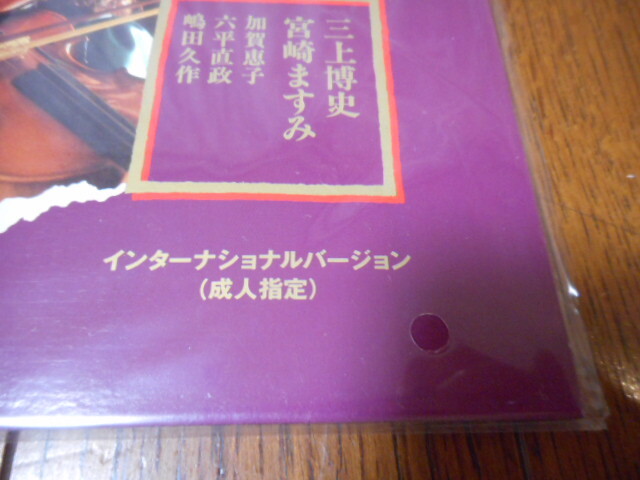 三上博史
宮崎ますみ
加賀恵子
六平直政
嶋田久作
インターナショナルバージョン
(成人指定)